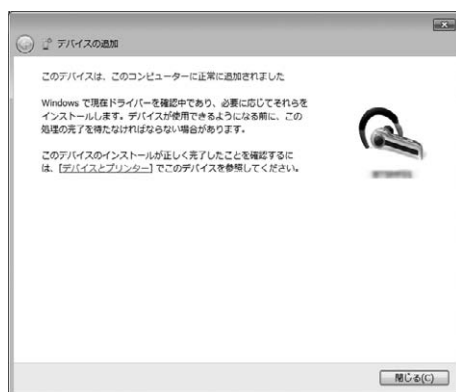 デバイスの追加
このデバイスは、このコンピューターに正常に追加されました
Windows で現在ドライバーを確認中であり、必要に応じてそれらを
インストールします。デバイスが使用できるようになる前に、この
処理の完了を待たなければならない場合があります。
このデバイスのインストールが正しく完了したことを確認するに
は、[デバイスとプリンター] でこのデバイスを参照してください。
閉じる(C)